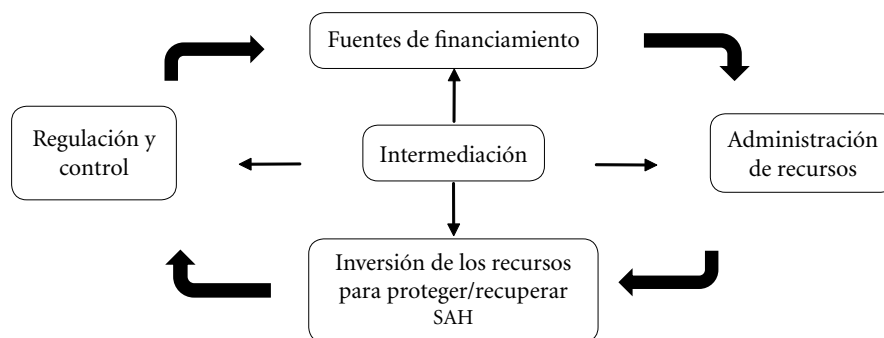 Fuentes de financiamiento
Regulación y
control
Intermediación
Administración
de recursos
Inversión de los recursos
para proteger/recuperar
SAH